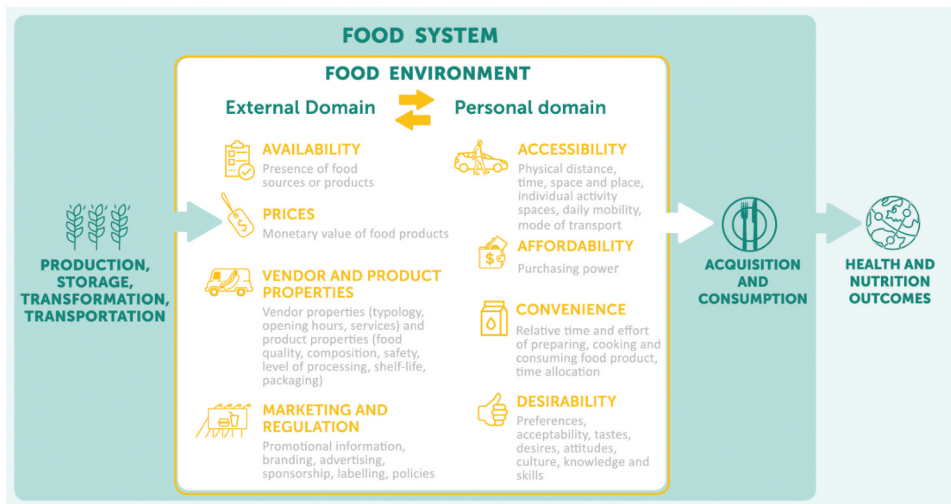 FOOD SYSTEM
FOOD ENVIRONMENT
External Domain
Personal domain
PRODUCTION,
STORAGE,
TRANSFORMATION,
TRANSPORTATION
AVAILABILITY
Presence of food
sources or products
PRICES
$
Monetary value of food products
VENDOR AND PRODUCT
PROPERTIES
Vendor properties (typology,
opening hours, services) and
product properties (food
quality, composition, safety,
level of processing, shelf-life,
packaging)
MARKETING AND
REGULATION
Promotional information,
branding, advertising,
sponsorship, labelling, policies
ACCESSIBILITY
Physical distance,
time, space and place,
individual activity
spaces, daily mobility,
mode of transport
AFFORDABILITY
$
Purchasing power
CONVENIENCE
Relative time and effort
of preparing, cooking and
consuming food product,
time allocation
DESIRABILITY
Preferences,
acceptability, tastes,
desires, attitudes,
culture, knowledge and
skills
ACQUISITION
AND
CONSUMPTION
HEALTH AND
NUTRITION
OUTCOMES